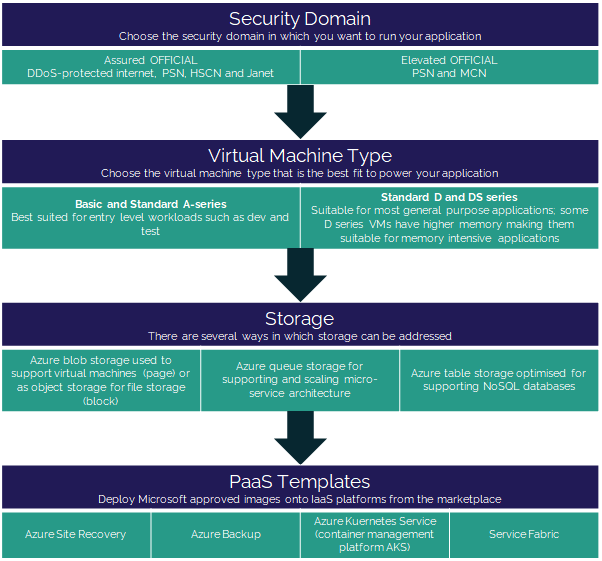 Security Domain
Choose the security domain in which you want to run your application
Assured OFFICIAL
DDoS-protected internet, PSN, HSCN and Janet
Elevated OFFICIAL
PSN and MCN
Virtual Machine Type
Choose the virtual machine type that is the best fit to power your application
Basic and Standard A-series
Best suited for entry level workloads such as dev and
test
Standard D and DS series
Suitable for most general purpose applications; some
D series VMs have higher memory making them
suitable for memory intensive applications
Storage
There are several ways in which storage can be addressed
Azure blob storage used to
support virtual machines (page) or
as object storage for file storage
(block)
Azure queue storage for
supporting and scaling micro-
service architecture
Azure table storage optimised for
supporting NoSQL databases
PaaS Templates
Deploy Microsoft approved images onto IaaS platforms from the marketplace
Azure Site Recovery
Azure Backup
Azure Kuernetes Service
(container management
platform AKS)
Service Fabric